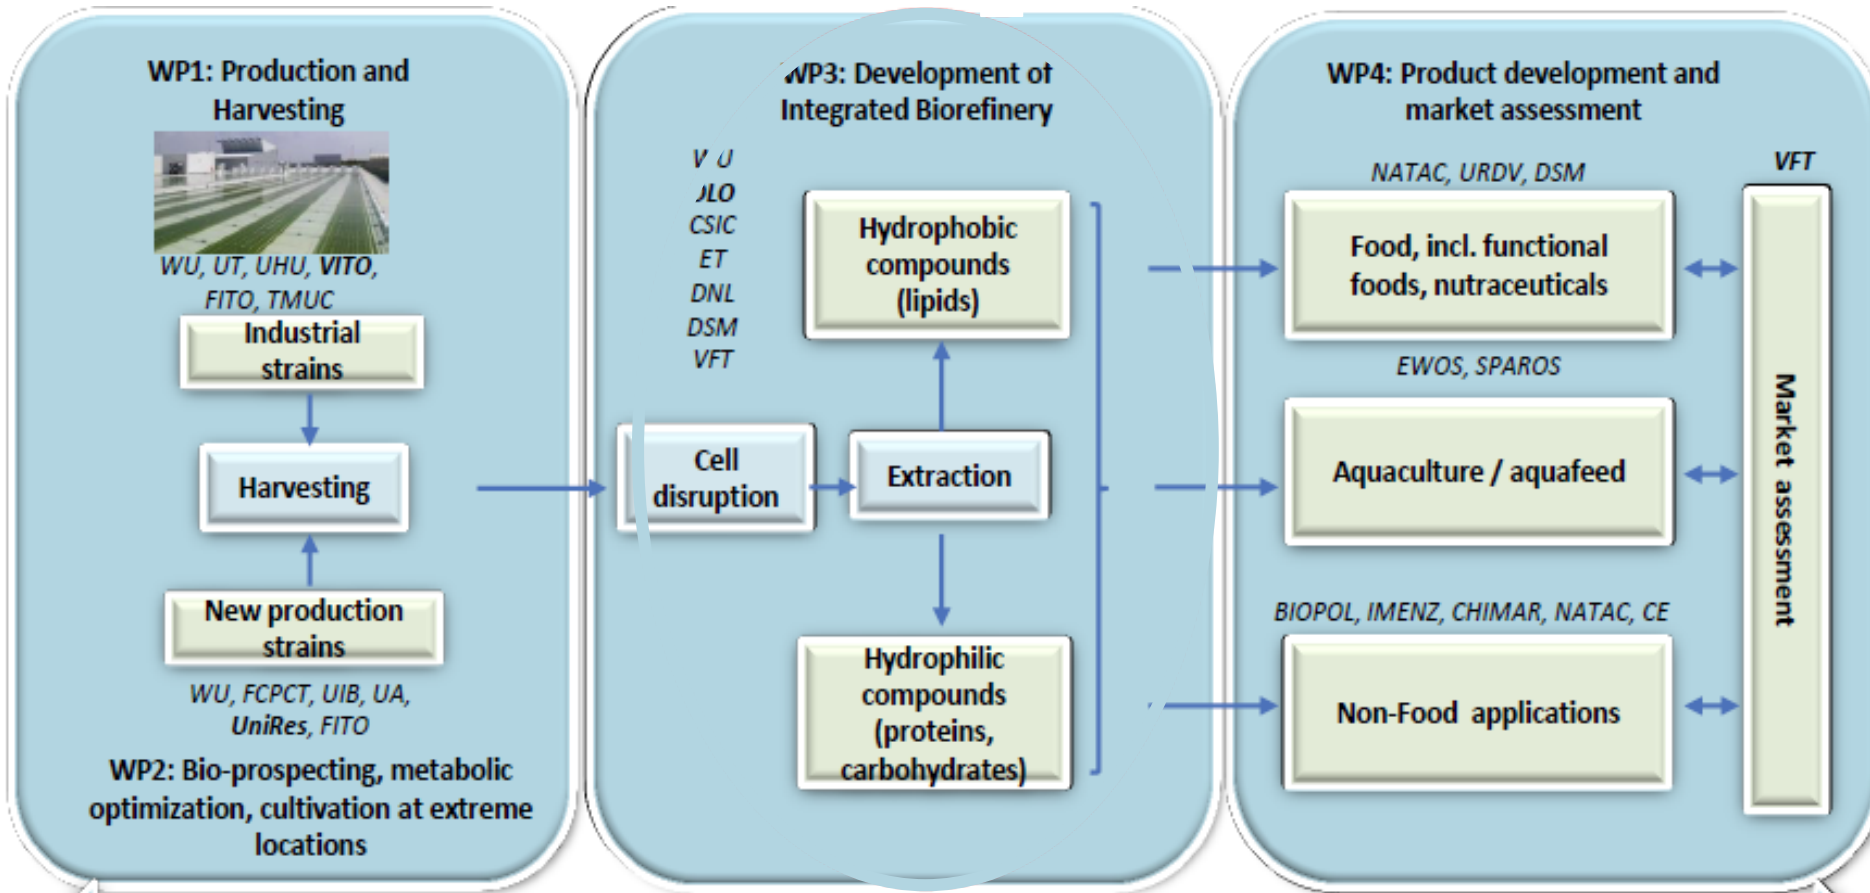 WP1: Production and
Harvesting
WU, UT, UHU, VITO,
FITO, TMUC
Industrial
strains
Harvesting
New production
strains
WU, FCPCT, UIB, UA,
UniRes, FITO
WP2: Bio-prospecting, metabolic
optimization, cultivation at extreme
locations
WP3: Development of
Integrated Biorefinery
CSIC
ET
DNL
DSM
VFT
Hydrophobic
compounds
(lipids)
Cell
disruption
Extraction
Hydrophilic
compounds
(proteins,
carbohydrates)
WP4: Product development and
market assessment
NATAC, URDV, DSM
Food, incl. functional
foods, nutraceuticals
EWOS, SPAROS
Aquaculture / aquafeed
BIOPOL, IMENZ, CHIMAR, NATAC, CE
Non-Food applications
VFT
Market assessment